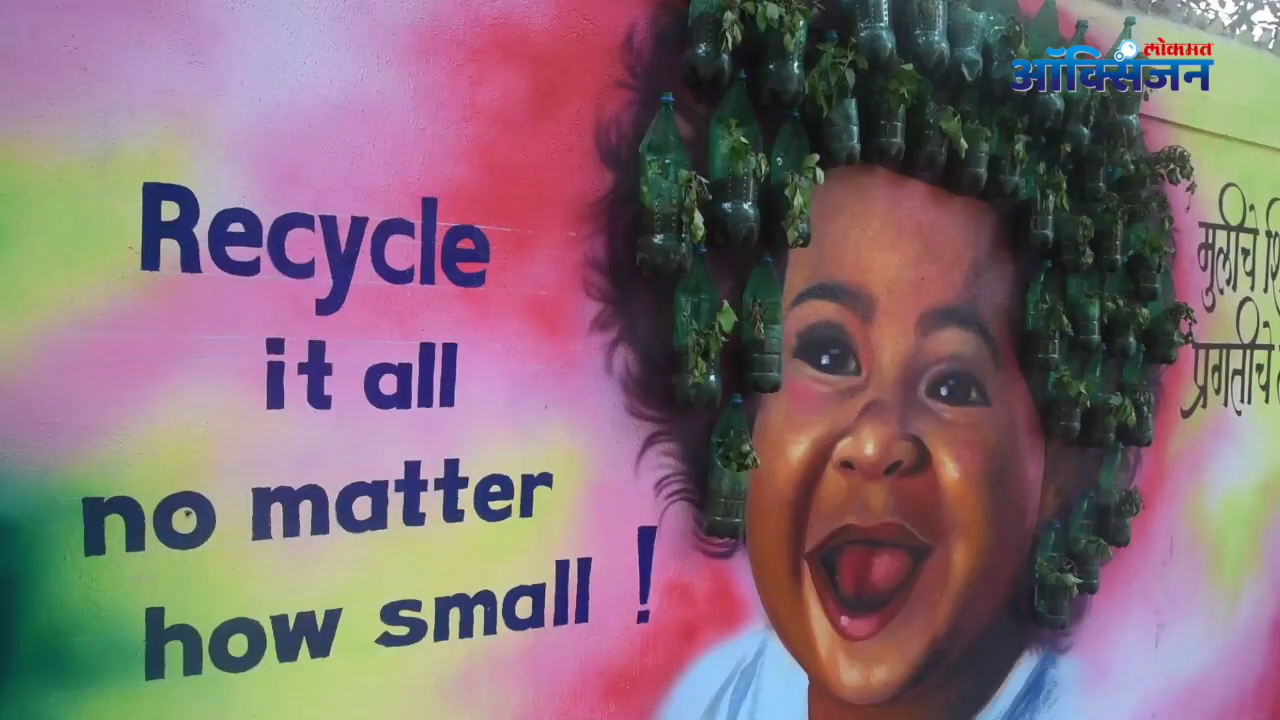 लोकमत
ऑक्सिजन
Recycle
it all
no matter
how small !
मुलीचे
प्रगतीचे